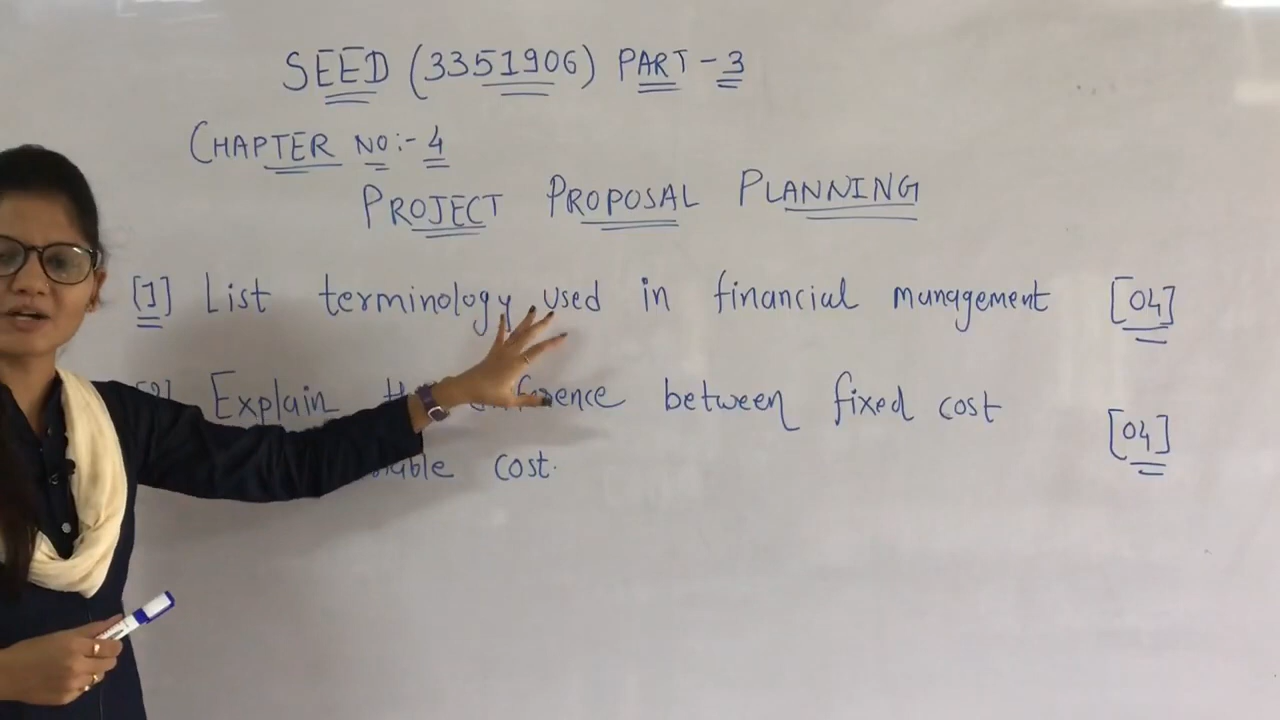 SEED (3351906) PART - 3
CHAPTER NO:- 4
PROJECT PROPOSAL PLANNING
[1] List terminology used in financial management [04]
Explain between fixed cost
cost. [04]